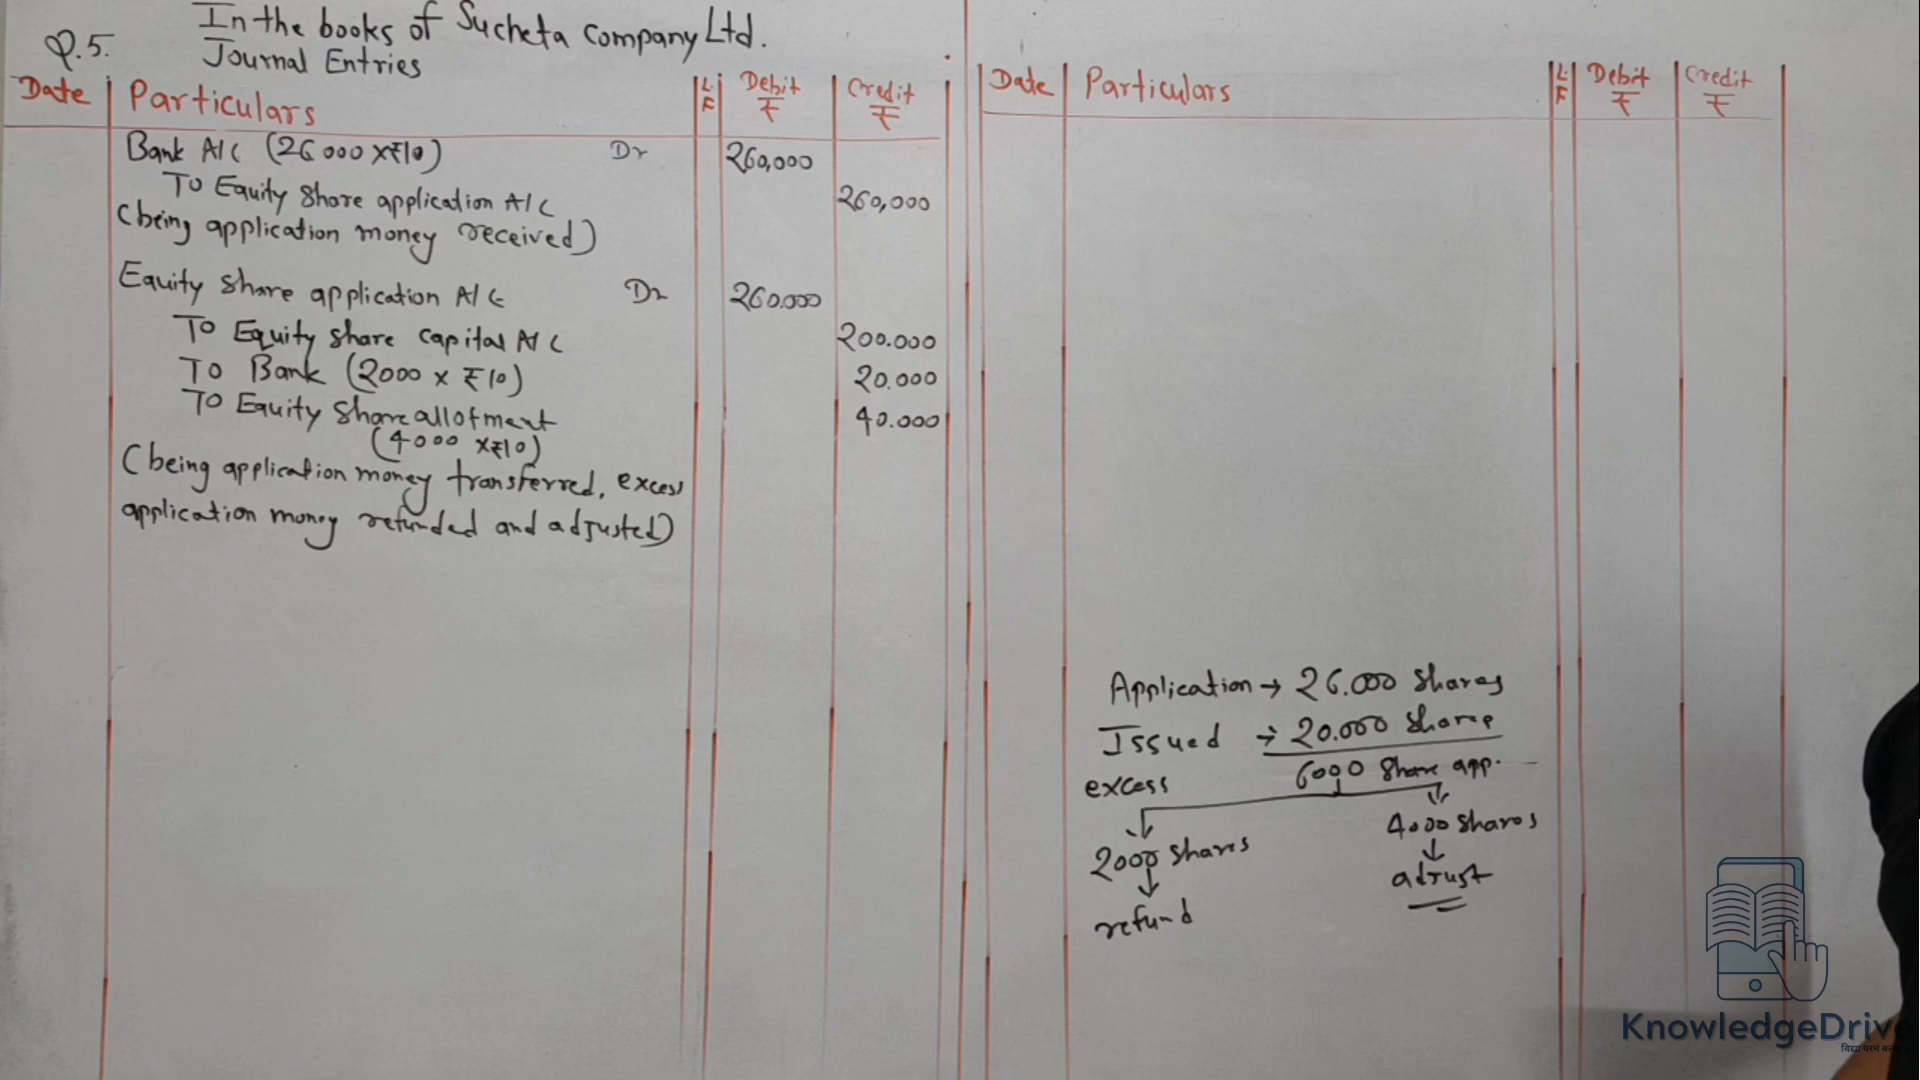 Q.5.
In the books of Sucheta Company Ltd.
Journal Entries
Date Particulars L.F Debit ₹ Credit ₹
Bank A/C (26000 x ₹10) Dr 260,000
To Equity Share application A/C 260,000
(being application money received)
Equity Share application A/C Dr 260.000
To Equity share capital A/C 200.000
To Bank (2000 x ₹10) 20.000
To Equity Share allotment 40.000
(4000 x ₹10)
(being application money transferred, excess
application money refunded and adjusted)
Date Particulars L.F Debit ₹ Credit ₹
Application → 26.000 Shares
Issued → 20.000 Share
excess 6000 Share app.
2000 Shares 4000 Shares
refund adjust
KnowledgeDrive